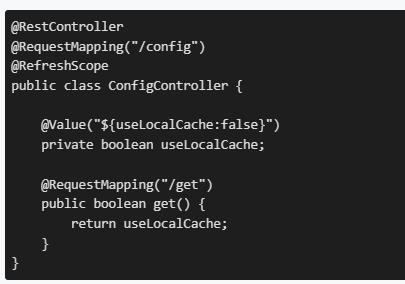 @RestController
@RequestMapping("/config")
@RefreshScope
public class ConfigController {
    @Value("${useLocalCache:false}")
    private boolean useLocalCache;
    @RequestMapping("/get")
    public boolean get() {
        return useLocalCache;
    }
}